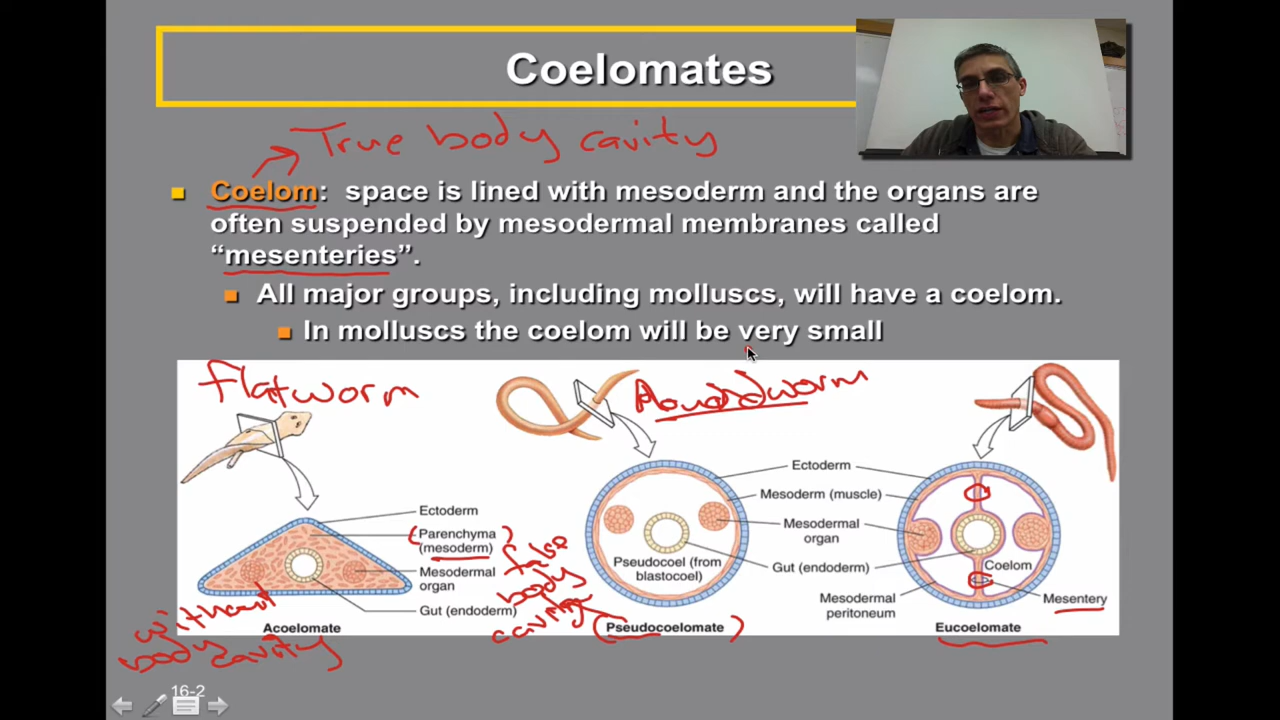 Coelomates
True body cavity
Coelom: space is lined with mesoderm and the organs are
often suspended by mesodermal membranes called
“mesenteries”.
All major groups, including molluscs, will have a coelom.
In molluscs the coelom will be very small
flatworm
Roundworm
Ectoderm
Parenchyma
(mesoderm)
Mesodermal
organ
Gut (endoderm)
Acoelomate
without
body cavity
false
body
cavity
Ectoderm
Mesoderm (muscle)
Mesodermal
organ
Gut (endoderm)
Mesodermal
peritoneum
Pseudocoel (from
blastocoel)
Pseudocoelomate
Coelom
Mesentery
Eucoelomate
16-2